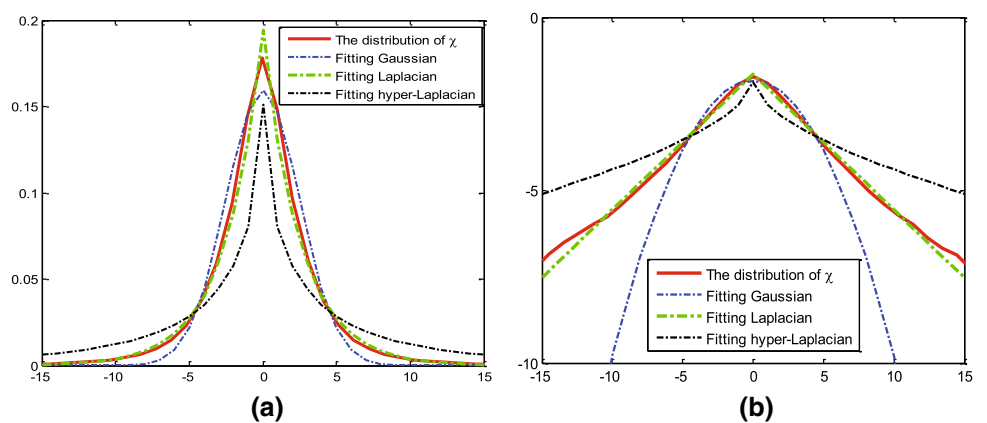 0.2
0.15
0.1
0.05
0
-15 -10 -5 0 5 10 15
The distribution of χ
Fitting Gaussian
Fitting Laplacian
Fitting hyper-Laplacian
(a)
0
-5
-10
-15 -10 -5 0 5 10 15
The distribution of χ
Fitting Gaussian
Fitting Laplacian
Fitting hyper-Laplacian
(b)